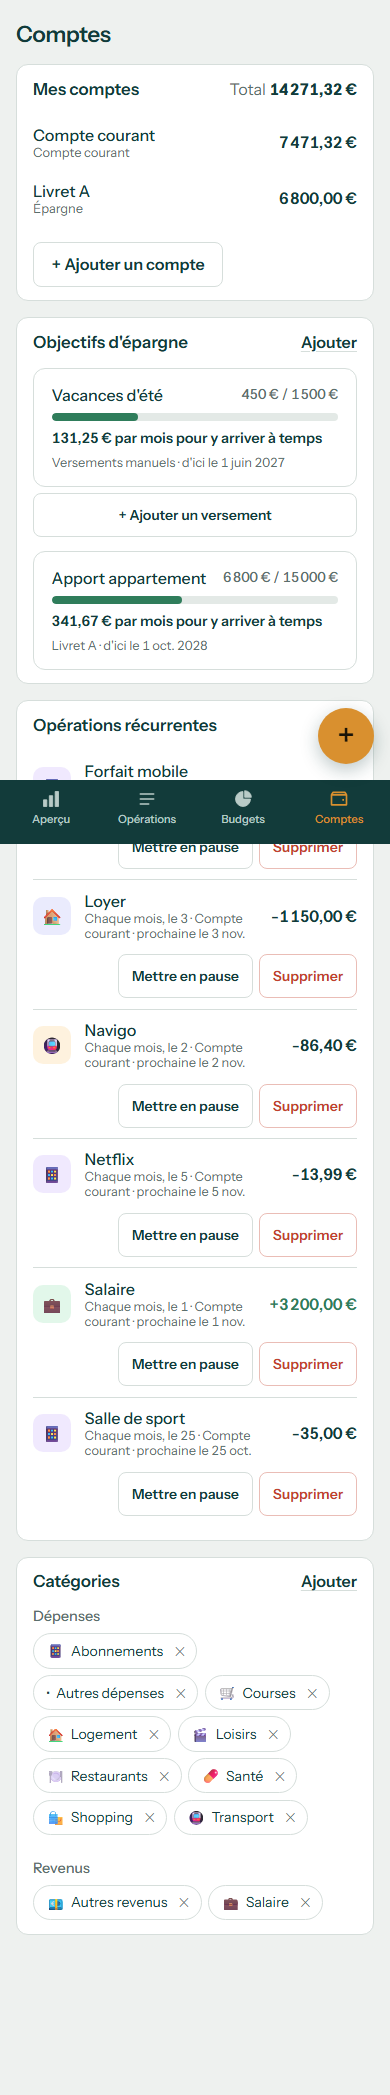 Comptes
Mes comptes
Total 14 271,32 €
Compte courant
Compte courant
7 471,32 €
Livret A
Épargne
6 800,00 €
+ Ajouter un compte
Objectifs d'épargne
Ajouter
Vacances d'été
450 € / 1 500 €
131,25 € par mois pour y arriver à temps
Versements manuels · d'ici le 1 juin 2027
+ Ajouter un versement
Apport appartement
6 800 € / 15 000 €
341,67 € par mois pour y arriver à temps
Livret A · d'ici le 1 oct. 2028
Opérations récurrentes
+
Forfait mobile
Aperçu
Opérations
Budgets
Comptes
Mettre en pause
Supprimer
Loyer
Chaque mois, le 3 · Compte
courant · prochaine le 3 nov.
-1 150,00 €
Mettre en pause
Supprimer
Navigo
Chaque mois, le 2 · Compte
courant · prochaine le 2 nov.
-86,40 €
Mettre en pause
Supprimer
Netflix
Chaque mois, le 5 · Compte
courant · prochaine le 5 nov.
-13,99 €
Mettre en pause
Supprimer
Salaire
Chaque mois, le 1 · Compte
courant · prochaine le 1 nov.
+3 200,00 €
Mettre en pause
Supprimer
Salle de sport
Chaque mois, le 25 · Compte
courant · prochaine le 25 oct.
-35,00 €
Mettre en pause
Supprimer
Catégories
Ajouter
Dépenses
Abonnements ×
· Autres dépenses ×
Courses ×
Logement ×
Loisirs ×
Restaurants ×
Santé ×
Shopping ×
Transport ×
Revenus
Autres revenus ×
Salaire ×